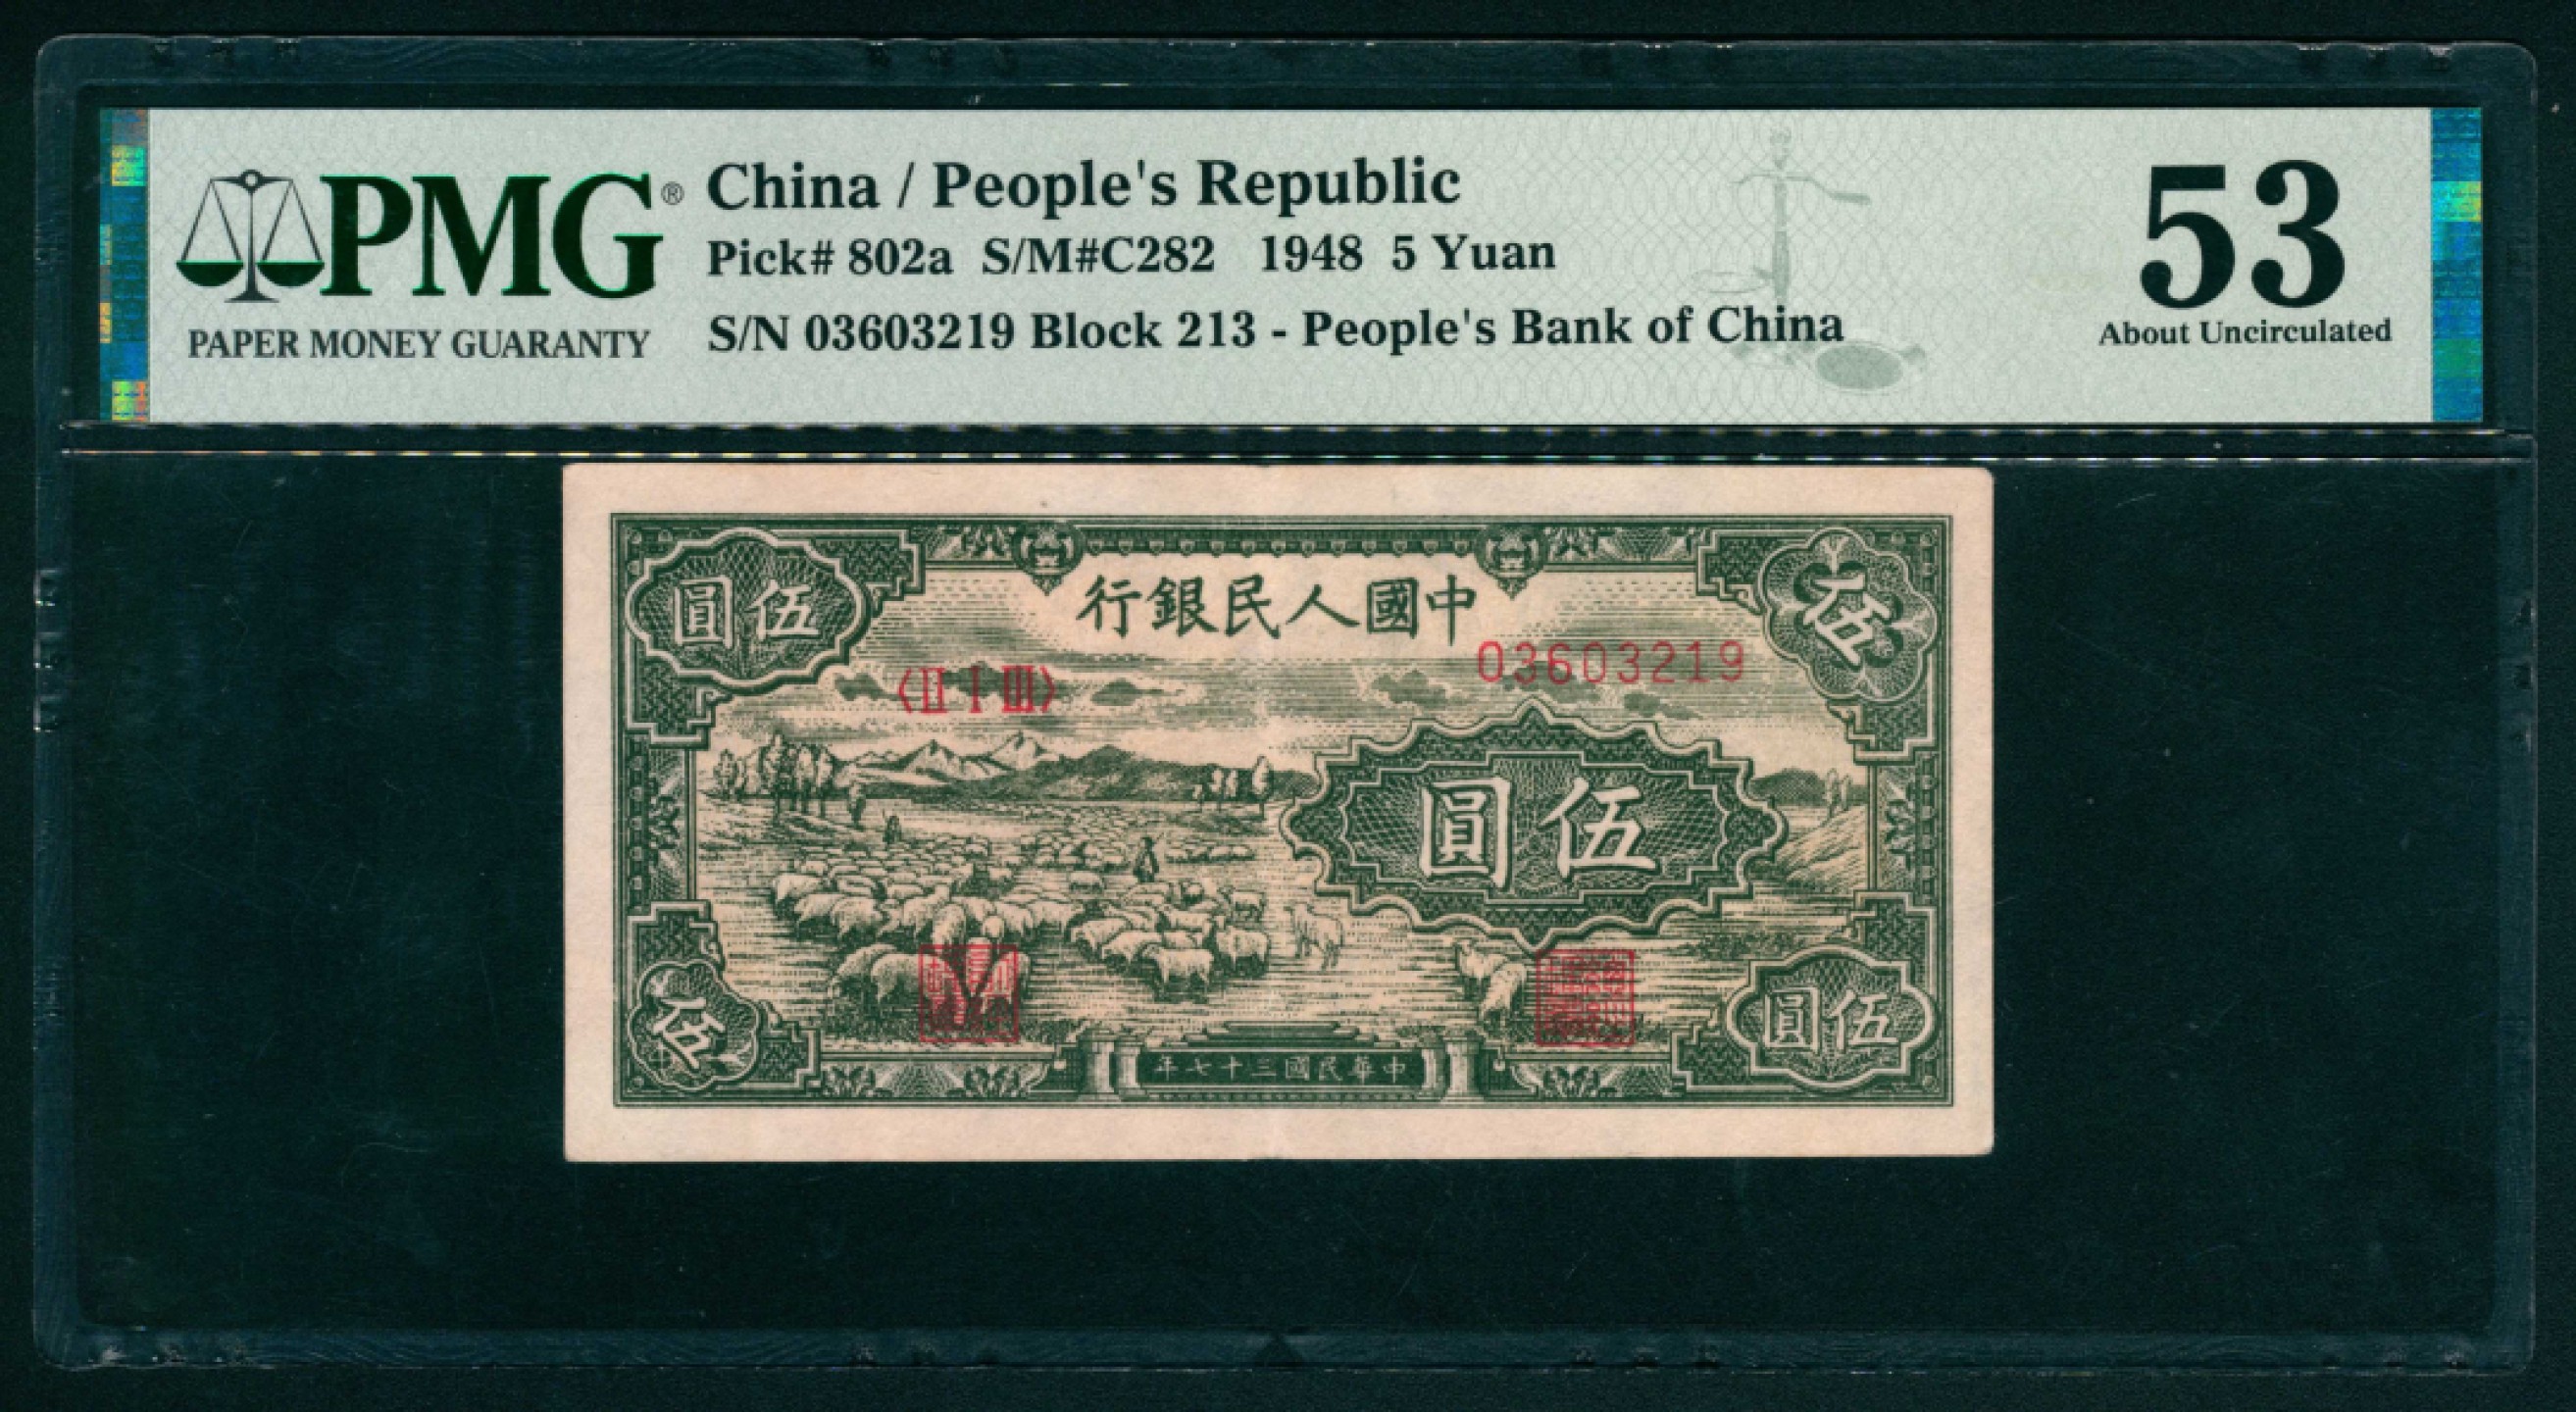 PMG®
PAPER MONEY GUARANTY
China / People's Republic
Pick# 802a S/M#C282 1948 5 Yuan
S/N 03603219 Block 213 - People's Bank of China
53
About Uncirculated
行銀民人國中
圓伍
伍
〈II I III〉
03603219
圓伍
伍
圓伍
年七十三國民華中